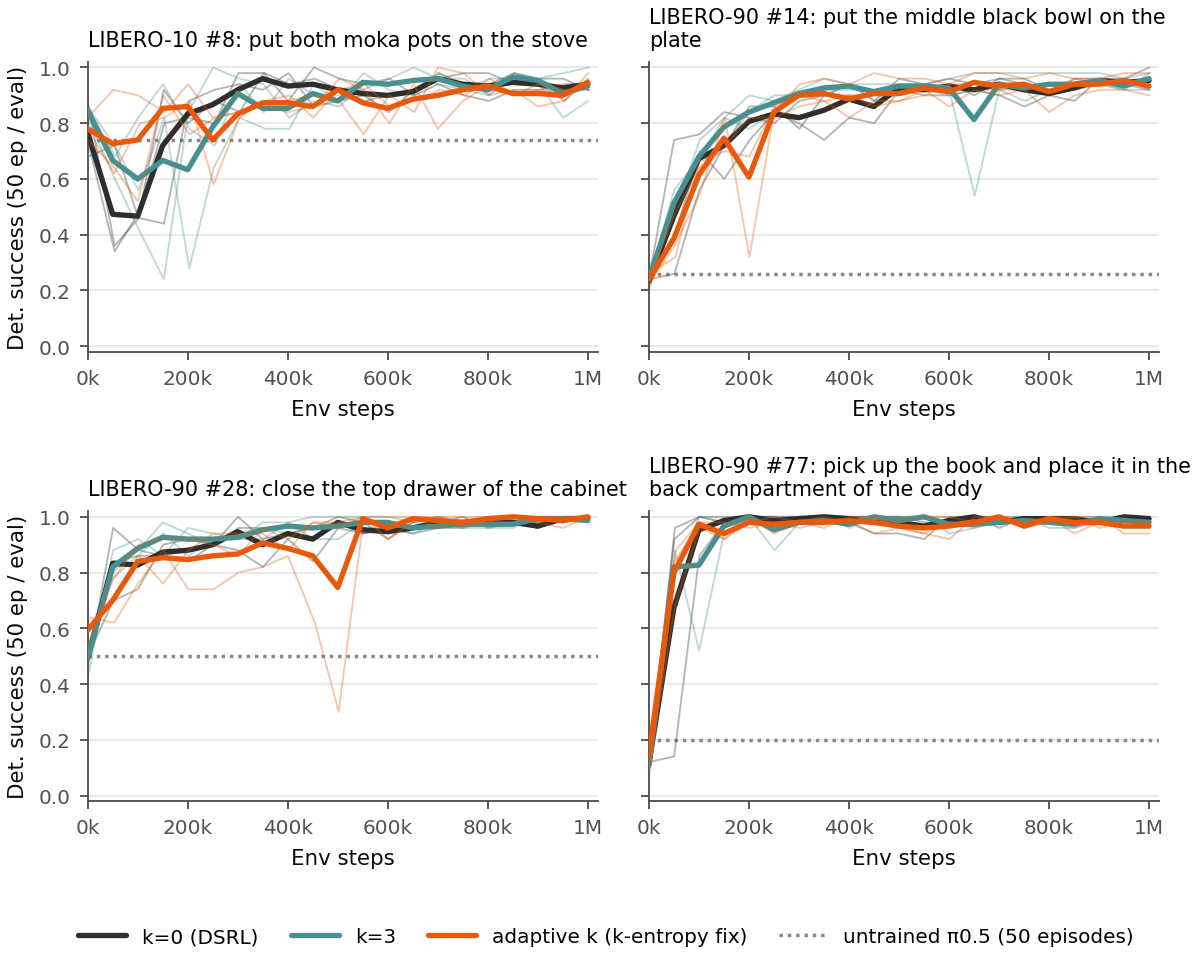 LIBERO-10 #8: put both moka pots on the stove
Det. success (50 ep / eval)
1.0
0.8
0.6
0.4
0.2
0.0
0k
200k
400k
600k
800k
1M
Env steps
LIBERO-90 #14: put the middle black bowl on the
plate
0k
200k
400k
600k
800k
1M
Env steps
LIBERO-90 #28: close the top drawer of the cabinet
Det. success (50 ep / eval)
1.0
0.8
0.6
0.4
0.2
0.0
0k
200k
400k
600k
800k
1M
Env steps
LIBERO-90 #77: pick up the book and place it in the
back compartment of the caddy
0k
200k
400k
600k
800k
1M
Env steps
k=0 (DSRL)
k=3
adaptive k (k-entropy fix)
untrained π0.5 (50 episodes)